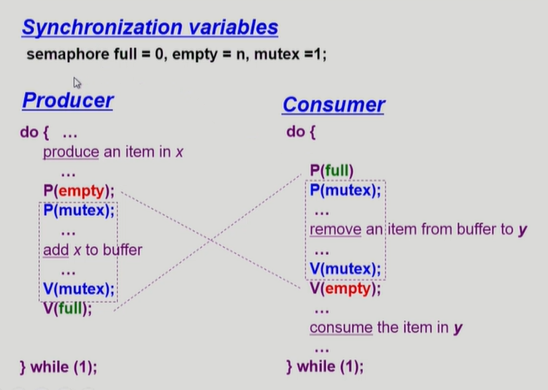 Synchronization variables
semaphore full = 0, empty = n, mutex =1;
Producer
do { ...
produce an item in x
...
P(empty);
P(mutex);
...
add x to buffer
...
V(mutex);
V(full);
} while (1);
Consumer
do {
P(full)
P(mutex);
...
remove an item from buffer to y
...
V(mutex);
V(empty);
...
consume the item in y
...
} while (1);